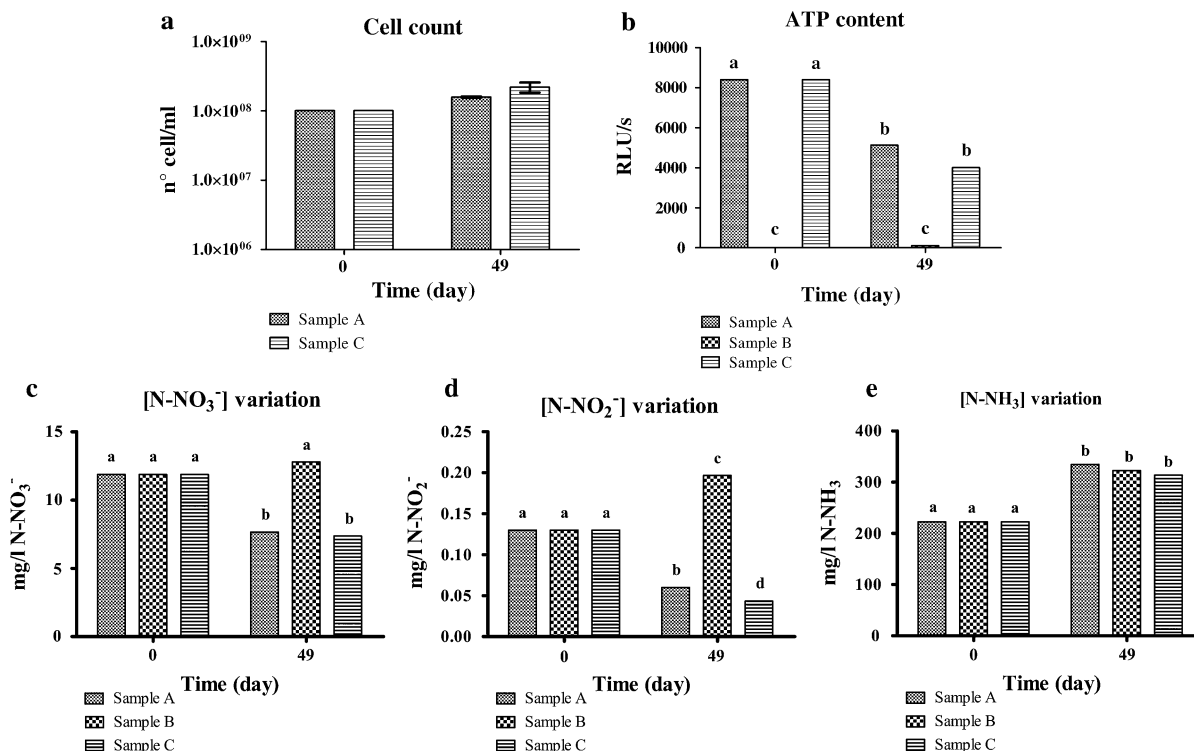 a
Cell count
1.0×10⁰⁹
1.0×10⁰⁸
1.0×10⁰⁷
1.0×10⁰⁶
n° cell/ml
0 49
Time (day)
Sample A
Sample C
b
ATP content
10000
8000
6000
4000
2000
0
RLU/s
a a
b b
c c
0 49
Time (day)
Sample A
Sample B
Sample C
c
[N-NO₃⁻] variation
15
10
5
0
mg/l N-NO₃⁻
a a a a
b b
0 49
Time (day)
Sample A
Sample B
Sample C
d
[N-NO₂⁻] variation
0.25
0.20
0.15
0.10
0.05
0.00
mg/l N-NO₂⁻
a a a
b c d
0 49
Time (day)
Sample A
Sample B
Sample C
e
[N-NH₃] variation
400
300
200
100
0
mg/l N-NH₃
a a a
b b b
0 49
Time (day)
Sample A
Sample B
Sample C